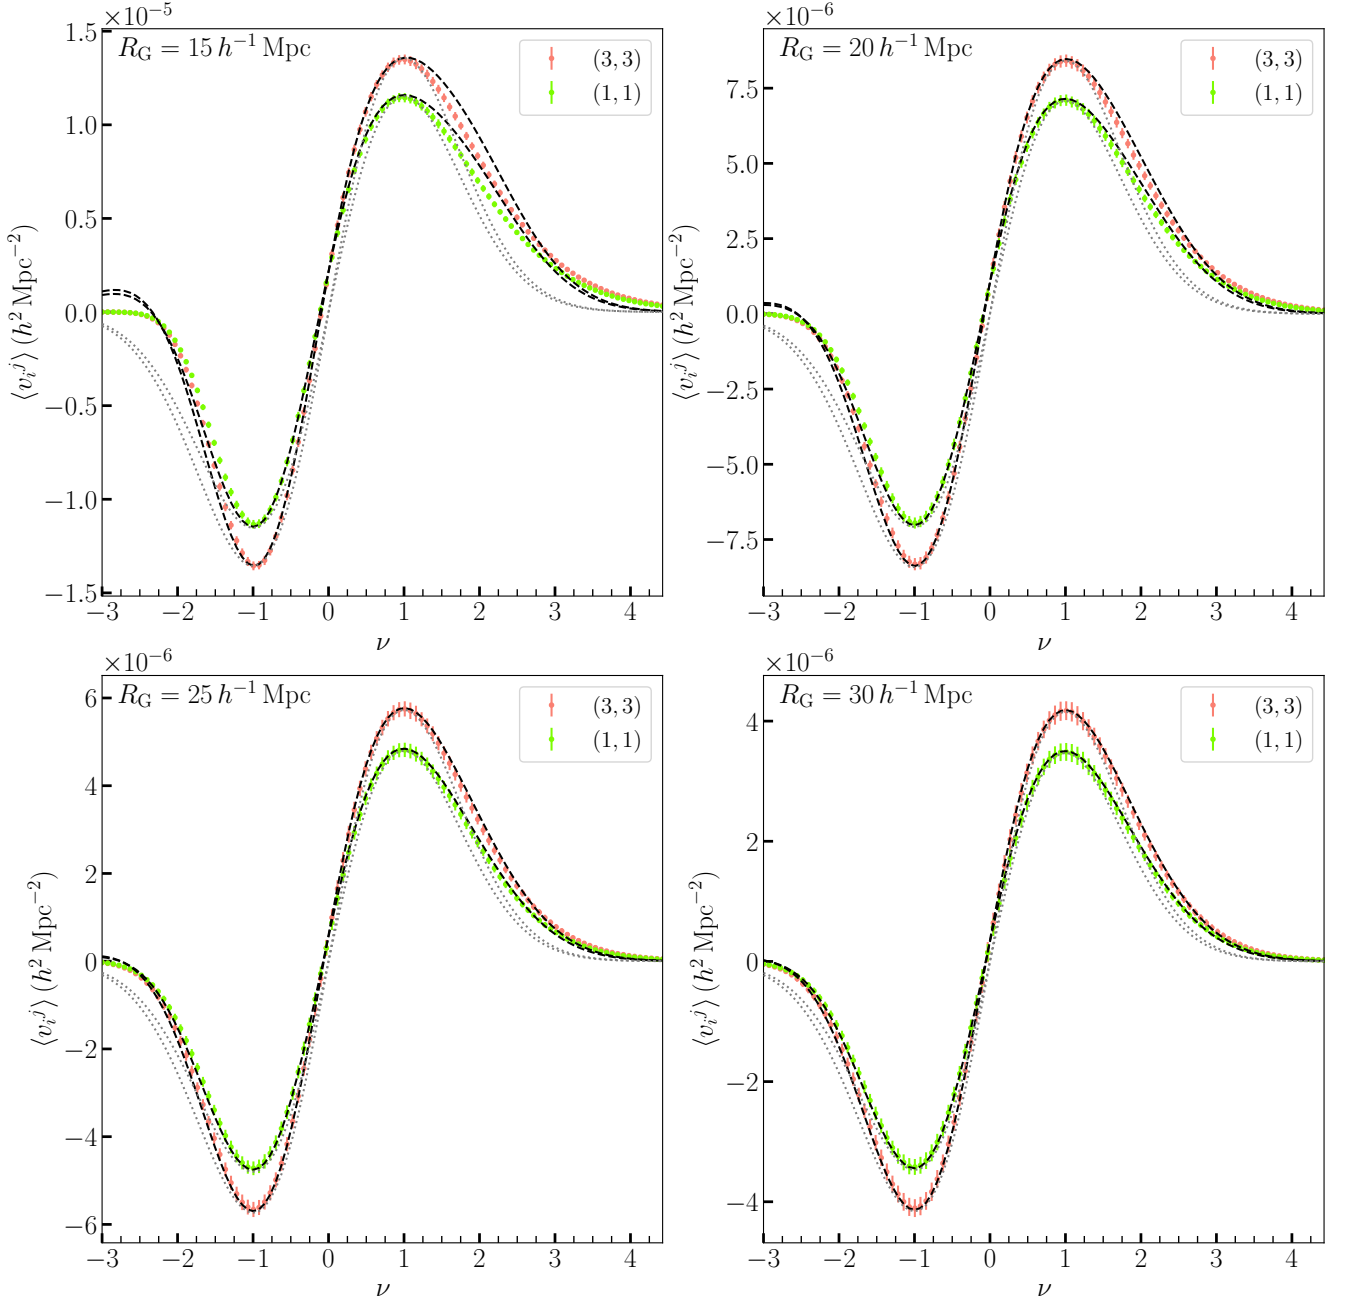 ×10⁻⁵
R_G = 15 h⁻¹ Mpc
(3, 3)
(1, 1)
1.5
1.0
0.5
0.0
−0.5
−1.0
−1.5
⟨v_i^j⟩ (h² Mpc⁻²)
−3 −2 −1 0 1 2 3 4
ν
×10⁻⁶
R_G = 20 h⁻¹ Mpc
(3, 3)
(1, 1)
7.5
5.0
2.5
0.0
−2.5
−5.0
−7.5
⟨v_i^j⟩ (h² Mpc⁻²)
−3 −2 −1 0 1 2 3 4
ν
×10⁻⁶
R_G = 25 h⁻¹ Mpc
(3, 3)
(1, 1)
6
4
2
0
−2
−4
−6
⟨v_i^j⟩ (h² Mpc⁻²)
−3 −2 −1 0 1 2 3 4
ν
×10⁻⁶
R_G = 30 h⁻¹ Mpc
(3, 3)
(1, 1)
4
2
0
−2
−4
⟨v_i^j⟩ (h² Mpc⁻²)
−3 −2 −1 0 1 2 3 4
ν